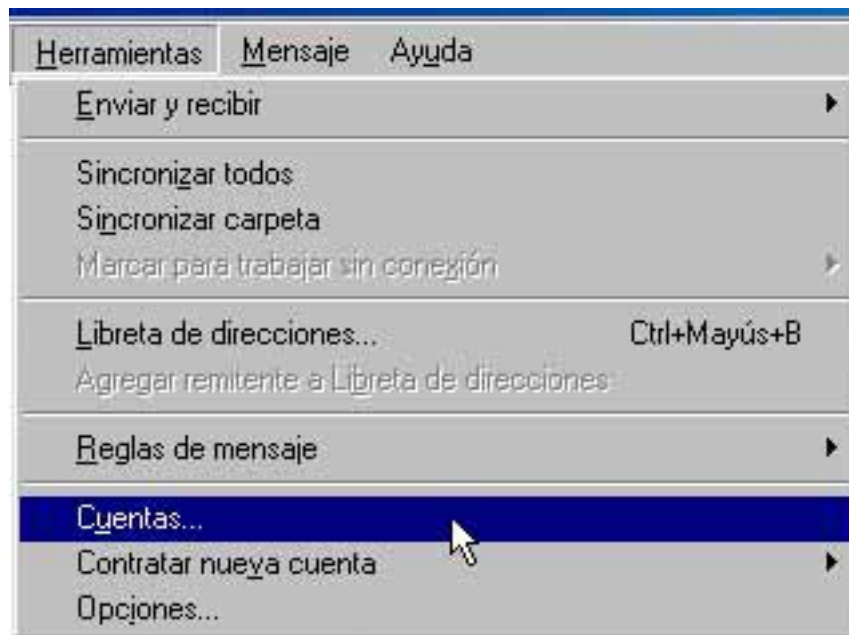 Herramientas Mensaje Ayuda
Enviar y recibir
Sincronizar todos
Sincronizar carpeta
Marcar para trabajar sin conexión
Libreta de direcciones... Ctrl+Mayús+B
Agregar remitente a Libreta de direcciones
Reglas de mensaje
Cuentas...
Contratar nueva cuenta
Opciones...